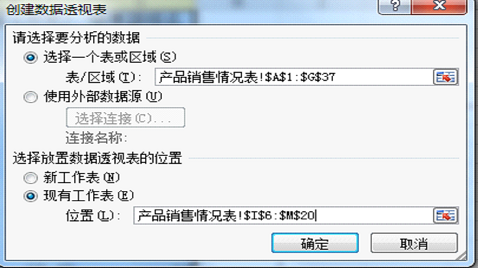 创建数据透视表
请选择要分析的数据
选择一个表或区域(S)
表/区域(T): 产品销售情况表!$A$1:$G$37
使用外部数据源(U)
选择连接(C)...
连接名称:
选择放置数据透视表的位置
新工作表(N)
现有工作表(E)
位置(L): 产品销售情况表!$I$6:$M$20
确定 取消